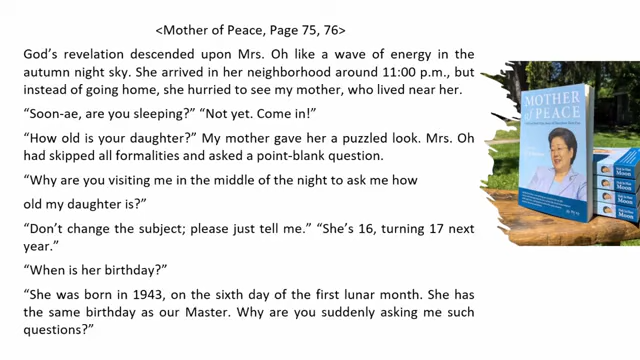 <Mother of Peace, Page 75, 76>
God's revelation descended upon Mrs. Oh like a wave of energy in the
autumn night sky. She arrived in her neighborhood around 11:00 p.m., but
instead of going home, she hurried to see my mother, who lived near her.
"Soon-ae, are you sleeping?" "Not yet. Come in!"
"How old is your daughter?" My mother gave her a puzzled look. Mrs. Oh
had skipped all formalities and asked a point-blank question.
"Why are you visiting me in the middle of the night to ask me how
old my daughter is?"
"Don't change the subject; please just tell me." "She's 16, turning 17 next
year."
"When is her birthday?"
"She was born in 1943, on the sixth day of the first lunar month. She has
the same birthday as our Master. Why are you suddenly asking me such
questions?"
MOTHER
of PEACE
Moon